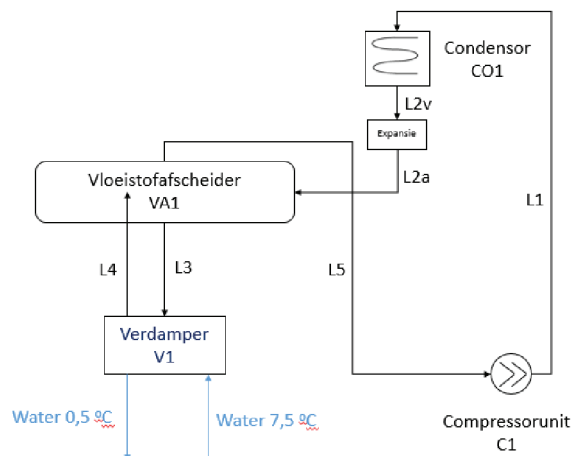 Condensor
CO1
L2v
Expansie
L2a
Vloeistofafscheider
VA1
L1
L4
L3
L5
Verdamper
V1
Water 0,5 ºC
Water 7,5 ºC
Compressorunit
C1